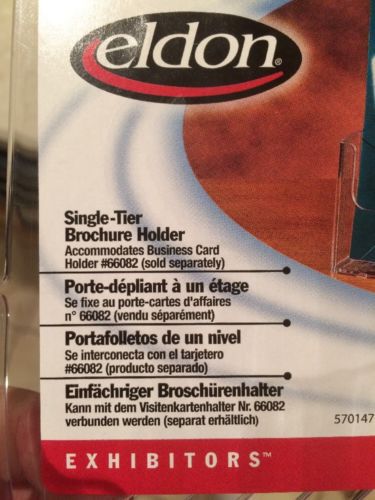 eldon®
Single-Tier
Brochure Holder
Accommodates Business Card
Holder #66082 (sold separately)
Porte-dépliant à un étage
Se fixe au porte-cartes d'affaires
n° 66082 (vendu séparément)
Portafolletos de un nivel
Se interconecta con el tarjetero
#66082 (producto separado)
Einfächriger Broschürenhalter
Kann mit dem Visitenkartenhalter Nr. 66082
verbunden werden (separat erhältlich)
570147
EXHIBITORS™